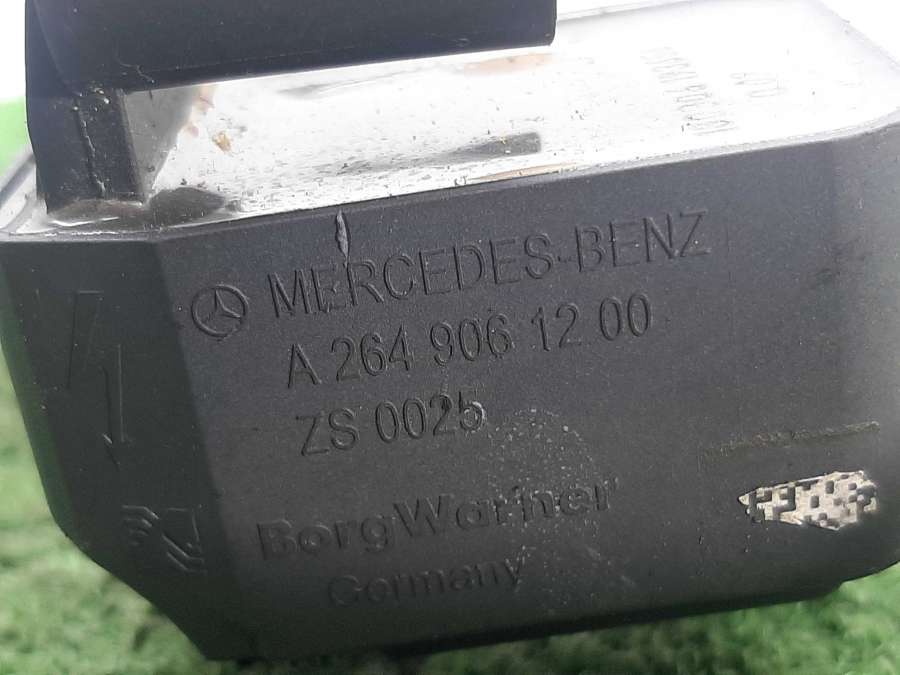 MERCEDES-BENZ
A 264 906 12 00
ZS 0025
BorgWarner
Germany